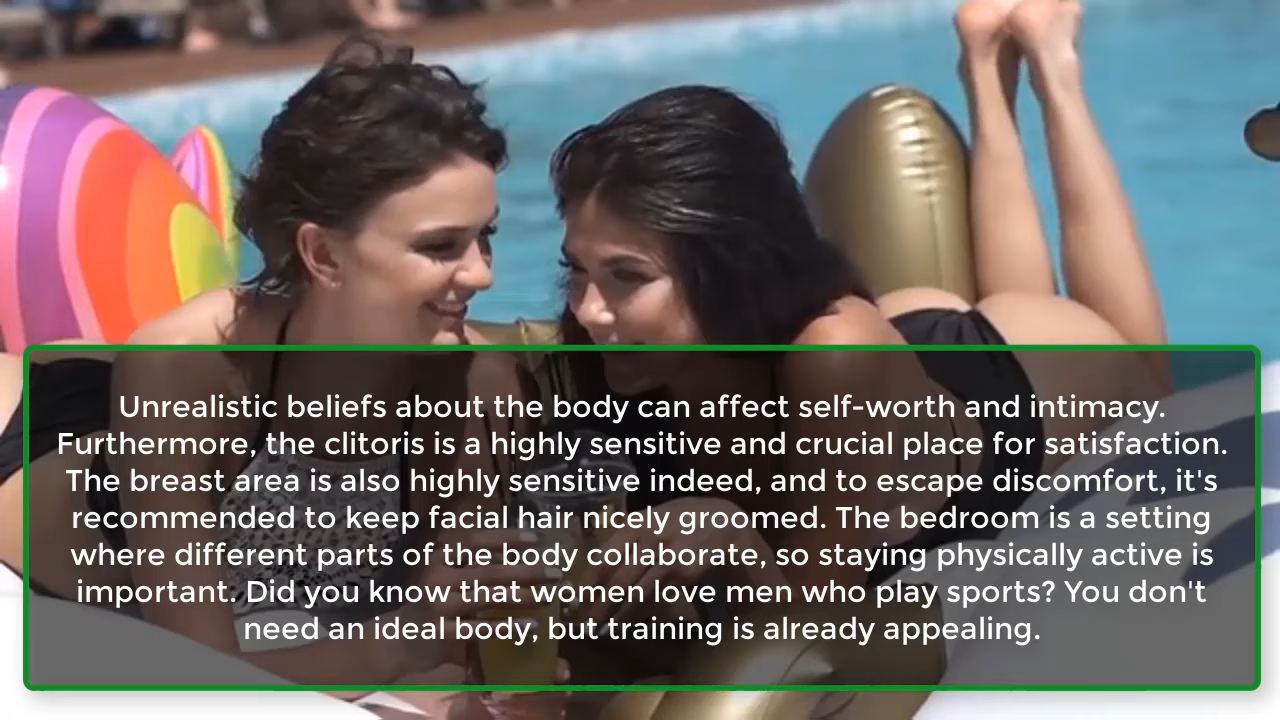 Unrealistic beliefs about the body can affect self-worth and intimacy.
Furthermore, the clitoris is a highly sensitive and crucial place for satisfaction.
The breast area is also highly sensitive indeed, and to escape discomfort, it's
recommended to keep facial hair nicely groomed. The bedroom is a setting
where different parts of the body collaborate, so staying physically active is
important. Did you know that women love men who play sports? You don't
need an ideal body, but training is already appealing.